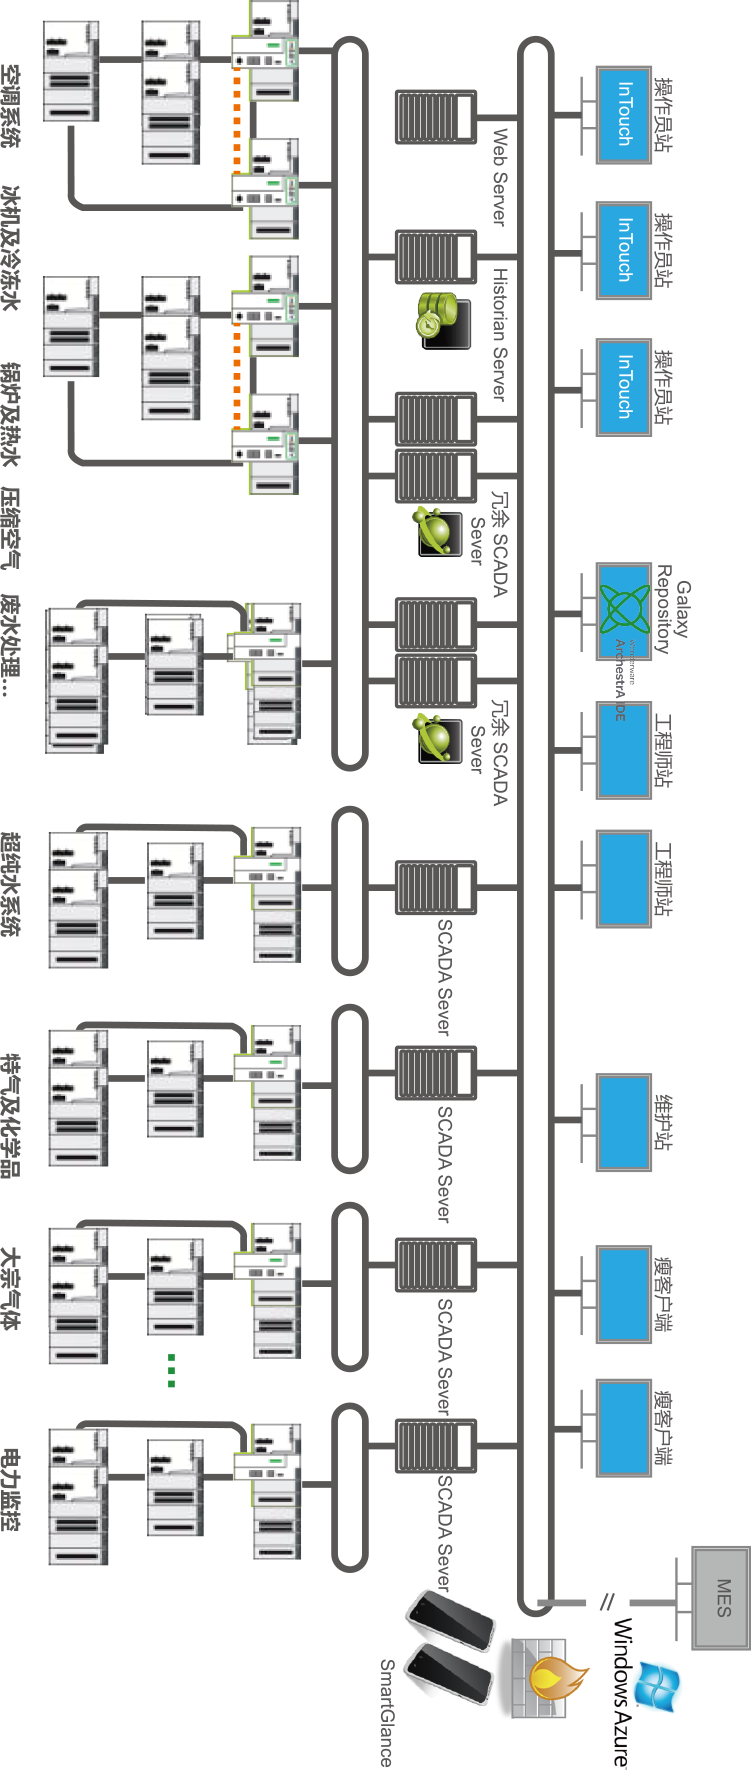 操作员站
InTouch
操作员站
InTouch
操作员站
InTouch
Galaxy
Repository
wonderware
ArchestrA IDE
工程师站
工程师站
维护站
瘦客户端
瘦客户端
MES
Windows Azure
Web Server
Historian Server
冗余 SCADA
Sever
冗余 SCADA
Sever
SCADA Sever
SCADA Sever
SCADA Sever
SCADA Sever
SmartGlance
空调系统
冰机及冷冻水
锅炉及热水
压缩空气
废水处理...
超纯水系统
特气及化学品
大宗气体
电力监控